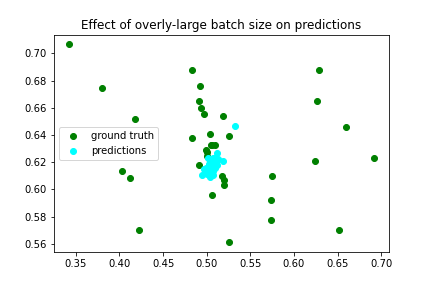 Effect of overly-large batch size on predictions
0.70
0.68
0.66
0.64
0.62
0.60
0.58
0.56
ground truth
predictions
0.35 0.40 0.45 0.50 0.55 0.60 0.65 0.70